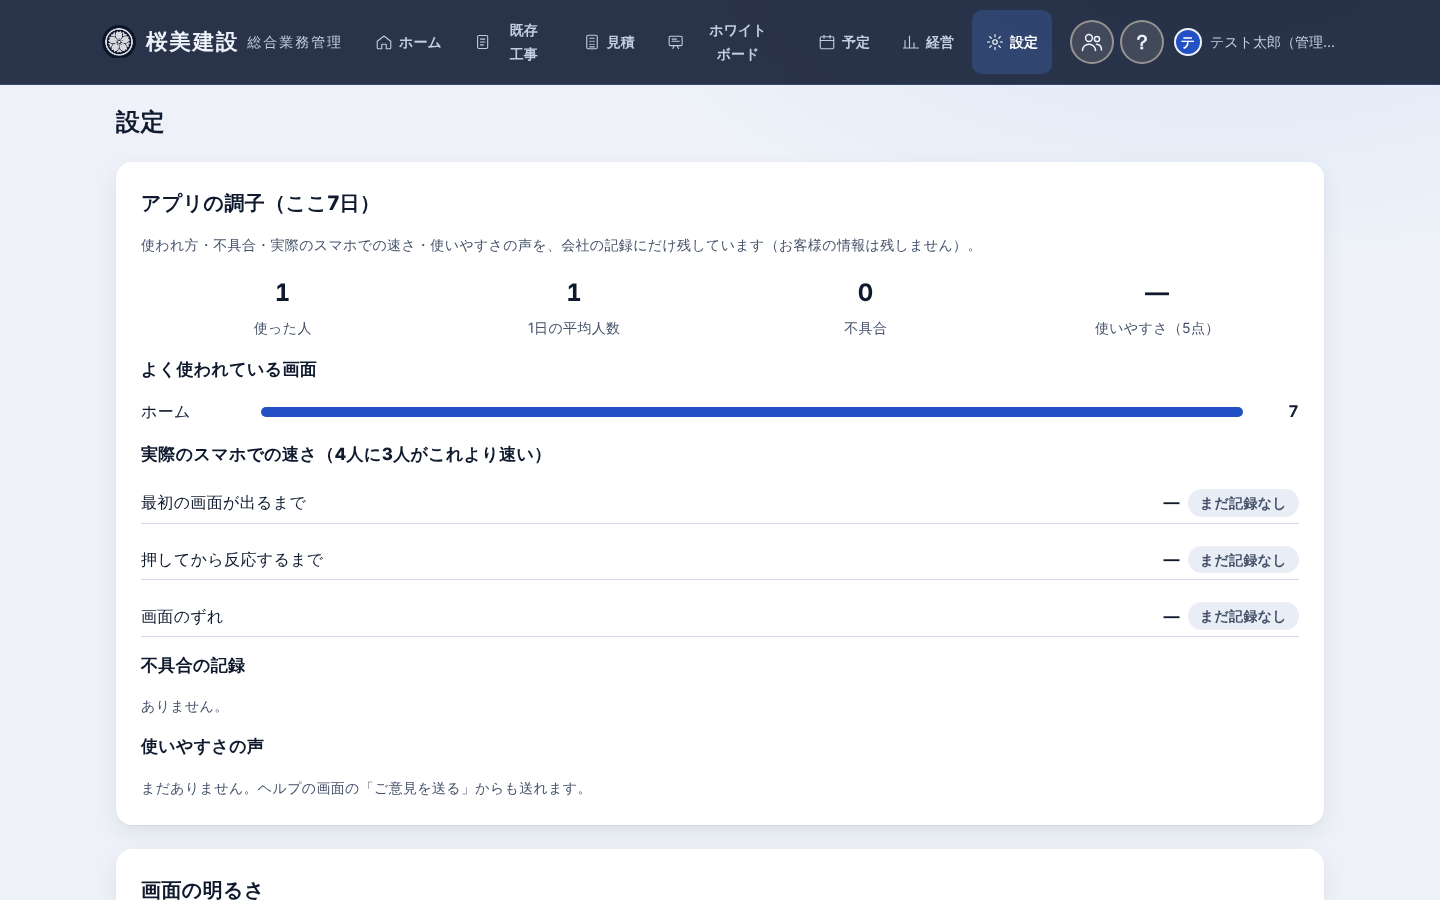 桜美建設 総合業務管理
ホーム
既存
工事
見積
ホワイト
ボード
予定
経営
設定
?
テ
テスト太郎（管理...
設定
アプリの調子（ここ7日）
使われ方・不具合・実際のスマホでの速さ・使いやすさの声を、会社の記録にだけ残しています（お客様の情報は残しません）。
1
使った人
1
1日の平均人数
0
不具合
—
使いやすさ（5点）
よく使われている画面
ホーム 7
実際のスマホでの速さ（4人に3人がこれより速い）
最初の画面が出るまで — まだ記録なし
押してから反応するまで — まだ記録なし
画面のずれ — まだ記録なし
不具合の記録
ありません。
使いやすさの声
まだありません。ヘルプの画面の「ご意見を送る」からも送れます。
画面の明るさ